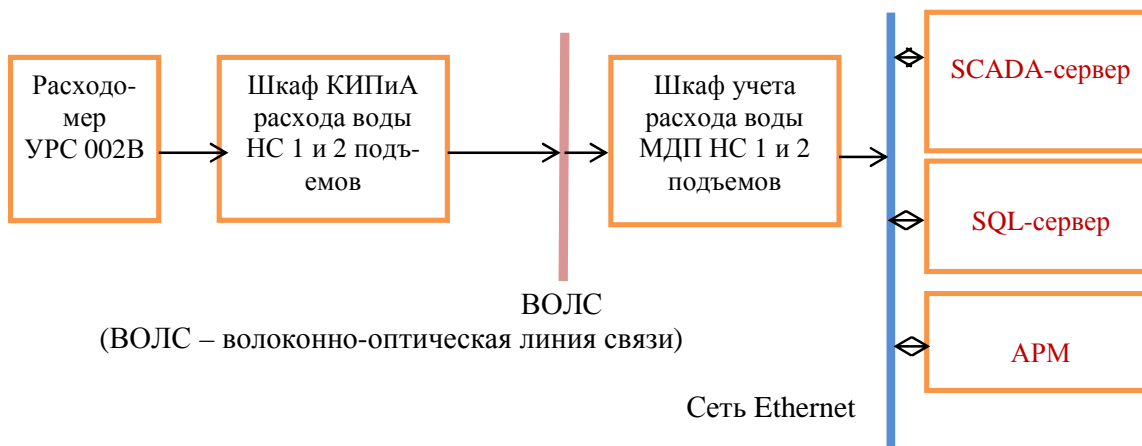 Расходо-
мер
УРС 002В
Шкаф КИПиА
расхода воды
НС 1 и 2 подъ-
емов
Шкаф учета
расхода воды
МДП НС 1 и 2
подъемов
SCADA-сервер
SQL-сервер
АРМ
ВОЛС
(ВОЛС – волоконно-оптическая линия связи)
Сеть Ethernet